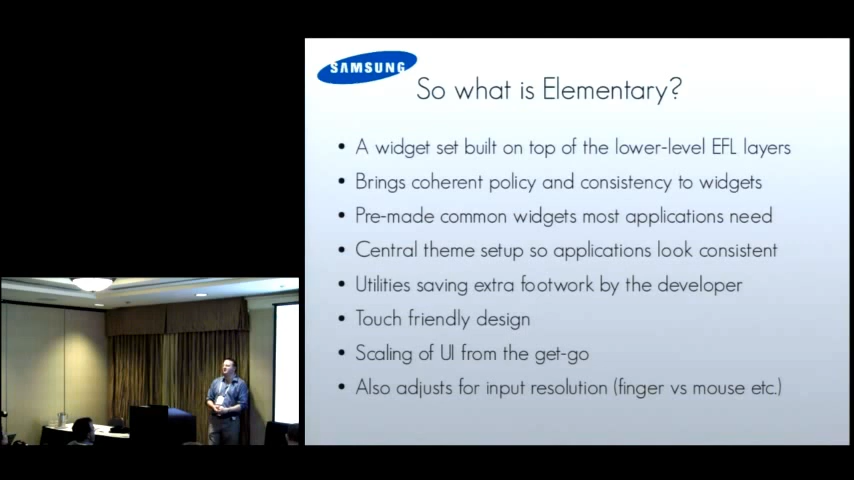 SAMSUNG
So what is Elementary?
• A widget set built on top of the lower-level EFL layers
• Brings coherent policy and consistency to widgets
• Pre-made common widgets most applications need
• Central theme setup so applications look consistent
• Utilities saving extra footwork by the developer
• Touch friendly design
• Scaling of UI from the get-go
• Also adjusts for input resolution (finger vs mouse etc.)